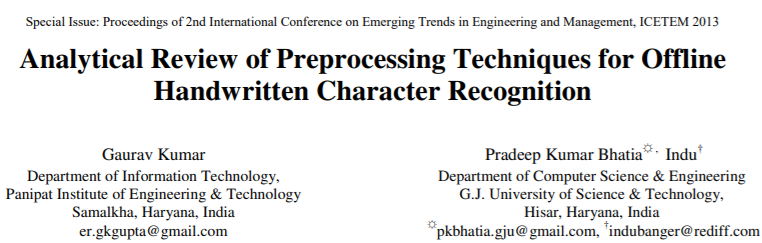 Special Issue: Proceedings of 2nd International Conference on Emerging Trends in Engineering and Management, ICETEM 2013
Analytical Review of Preprocessing Techniques for Offline
Handwritten Character Recognition
Gaurav Kumar
Department of Information Technology,
Panipat Institute of Engineering & Technology
Samalkha, Haryana, India
er.gkgupta@gmail.com
Pradeep Kumar Bhatia☼, Indu†
Department of Computer Science & Engineering
G.J. University of Science & Technology,
Hisar, Haryana, India
☼pkbhatia.gju@gmail.com, †indubanger@rediff.com